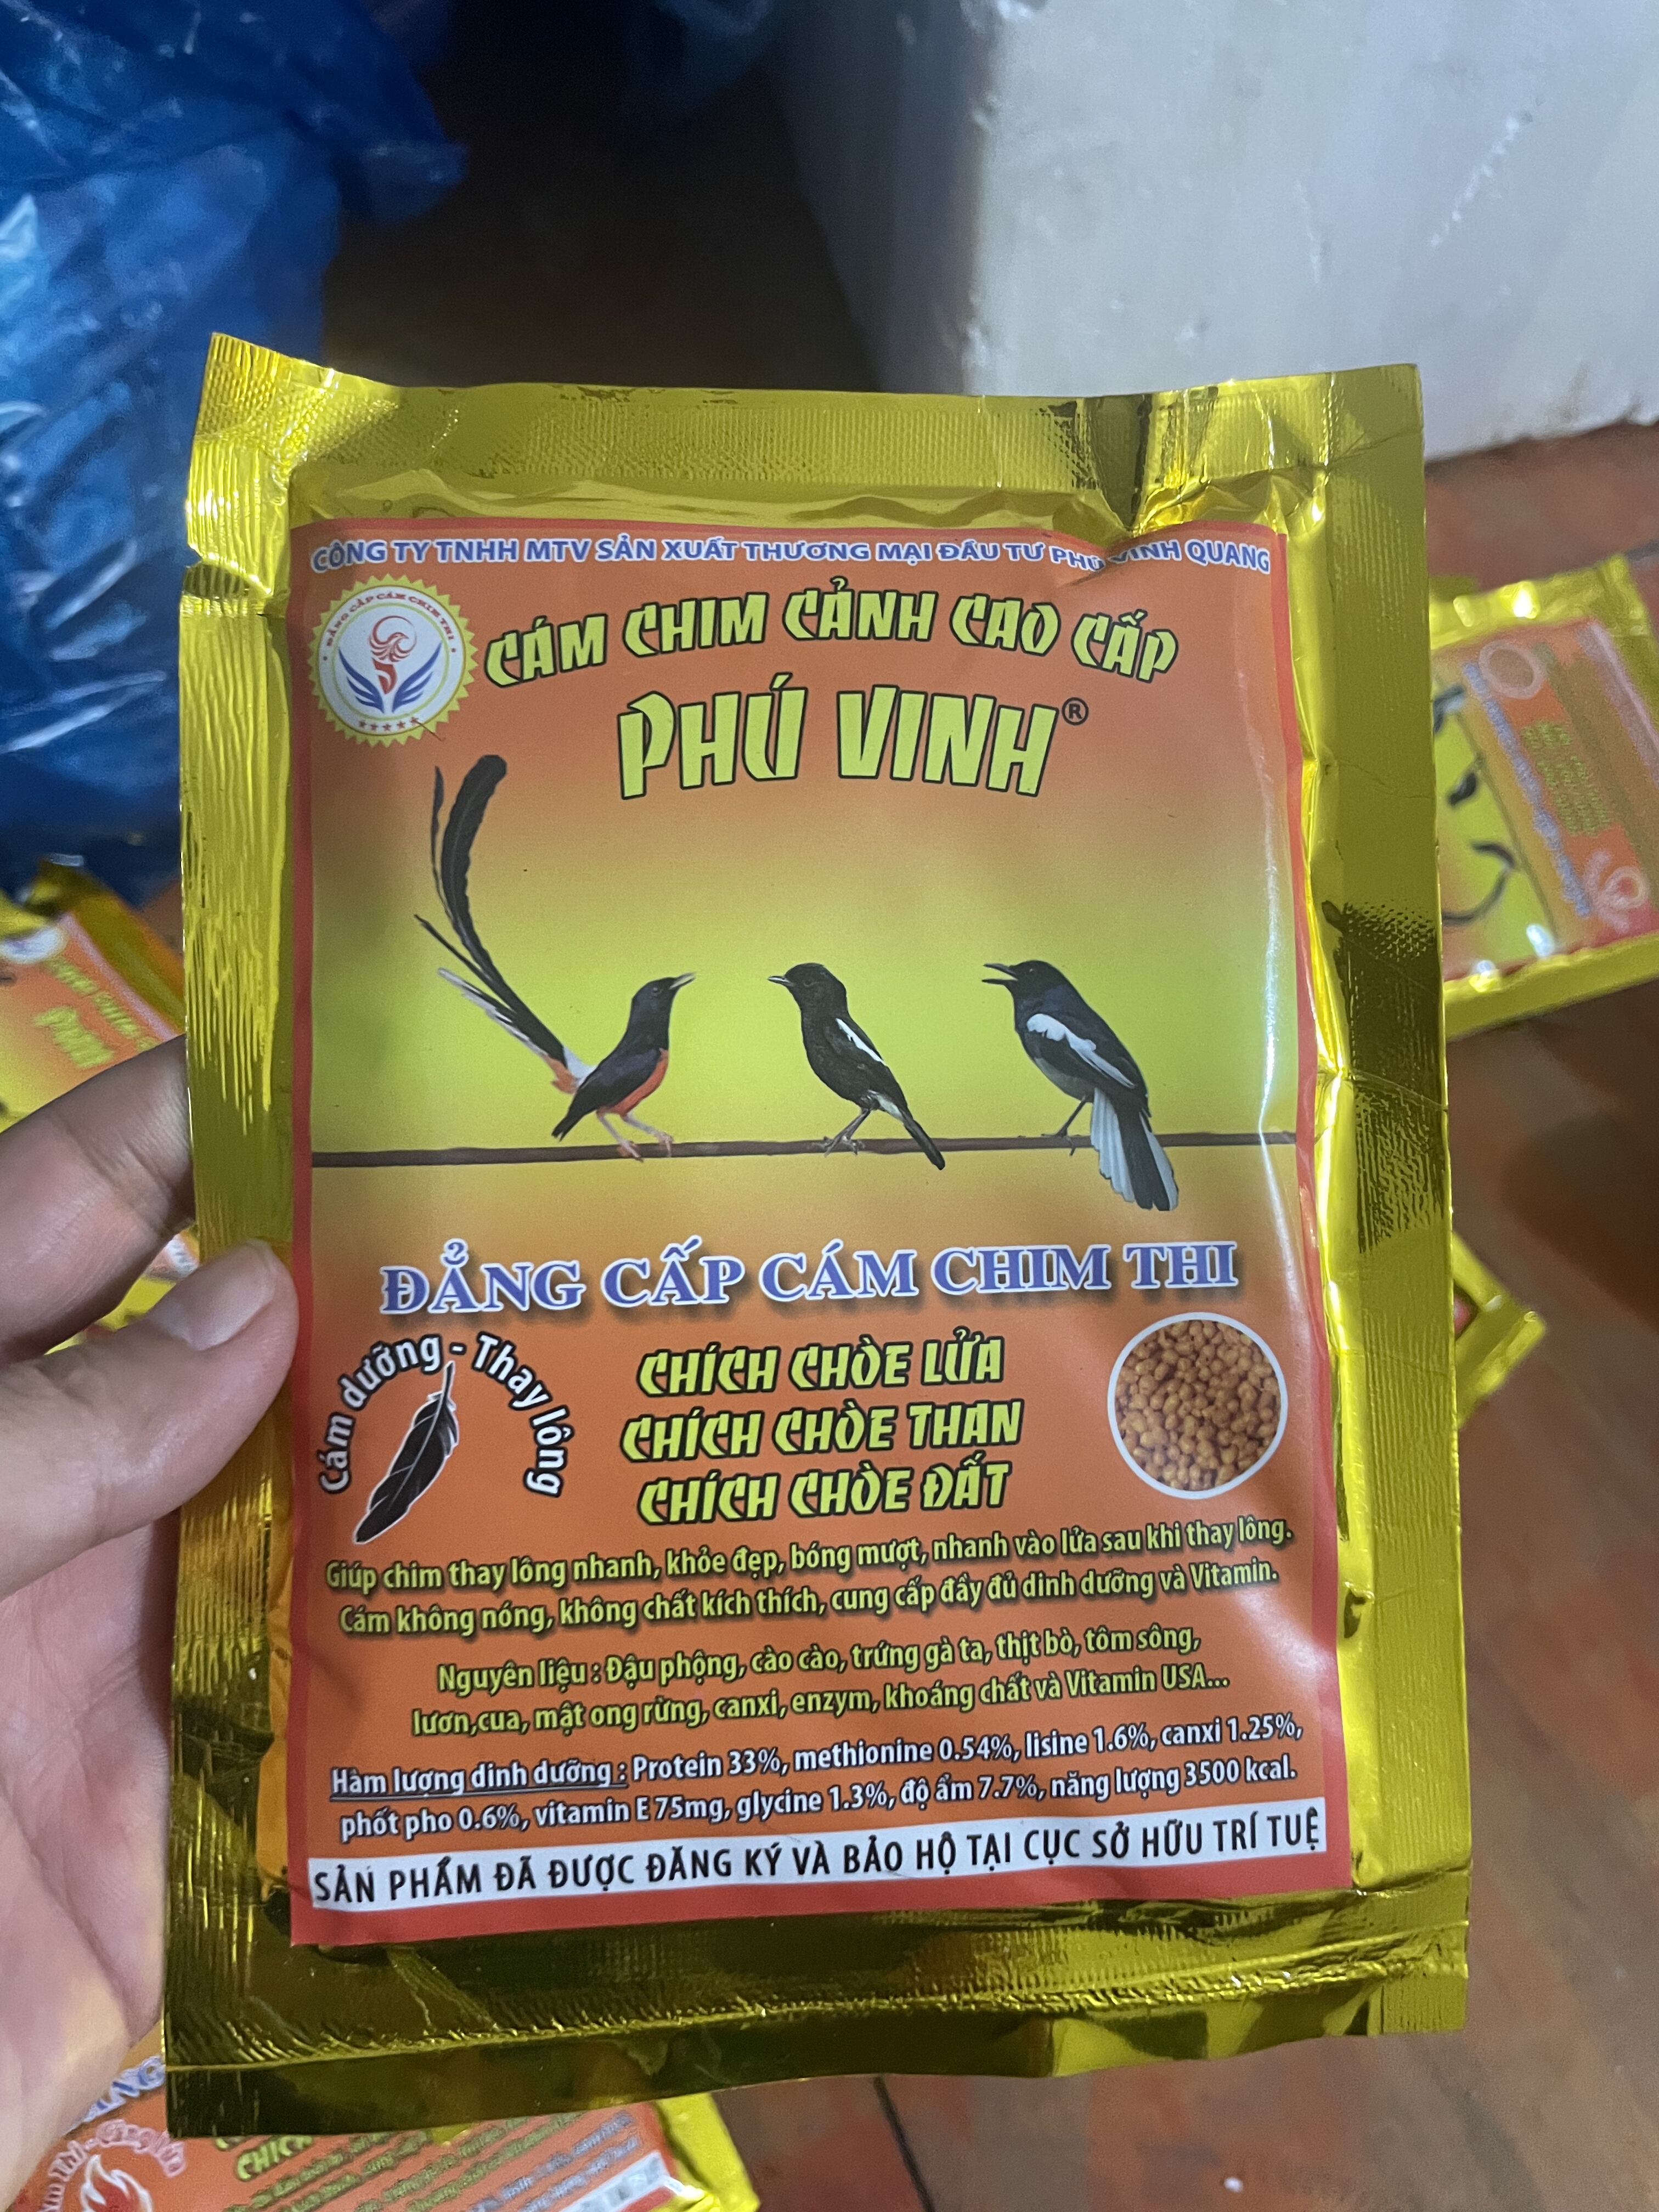 CÔNG TY TNHH MTV SẢN XUẤT THƯƠNG MẠI ĐẦU TƯ PHÚ VINH QUANG
ĐẲNG CẤP CÁM CHIM THI
CÁM CHIM CẢNH CAO CẤP
PHÚ VINH®
ĐẲNG CẤP CÁM CHIM THI
Cám dưỡng - Thay lông
CHÍCH CHÒE LỬA
CHÍCH CHÒE THAN
CHÍCH CHÒE ĐẤT
Giúp chim thay lông nhanh, khỏe đẹp, bóng mượt, nhanh vào lửa sau khi thay lông.
Cám không nóng, không chất kích thích, cung cấp đầy đủ dinh dưỡng và Vitamin.
Nguyên liệu : Đậu phộng, cào cào, trứng gà ta, thịt bò, tôm sông,
lươn,cua, mật ong rừng, canxi, enzym, khoáng chất và Vitamin USA...
Hàm lượng dinh dưỡng : Protein 33%, methionine 0.54%, lisine 1.6%, canxi 1.25%,
phốt pho 0.6%, vitamin E 75mg, glycine 1.3%, độ ẩm 7.7%, năng lượng 3500 kcal.
SẢN PHẨM ĐÃ ĐƯỢC ĐĂNG KÝ VÀ BẢO HỘ TẠI CỤC SỞ HỮU TRÍ TUỆ